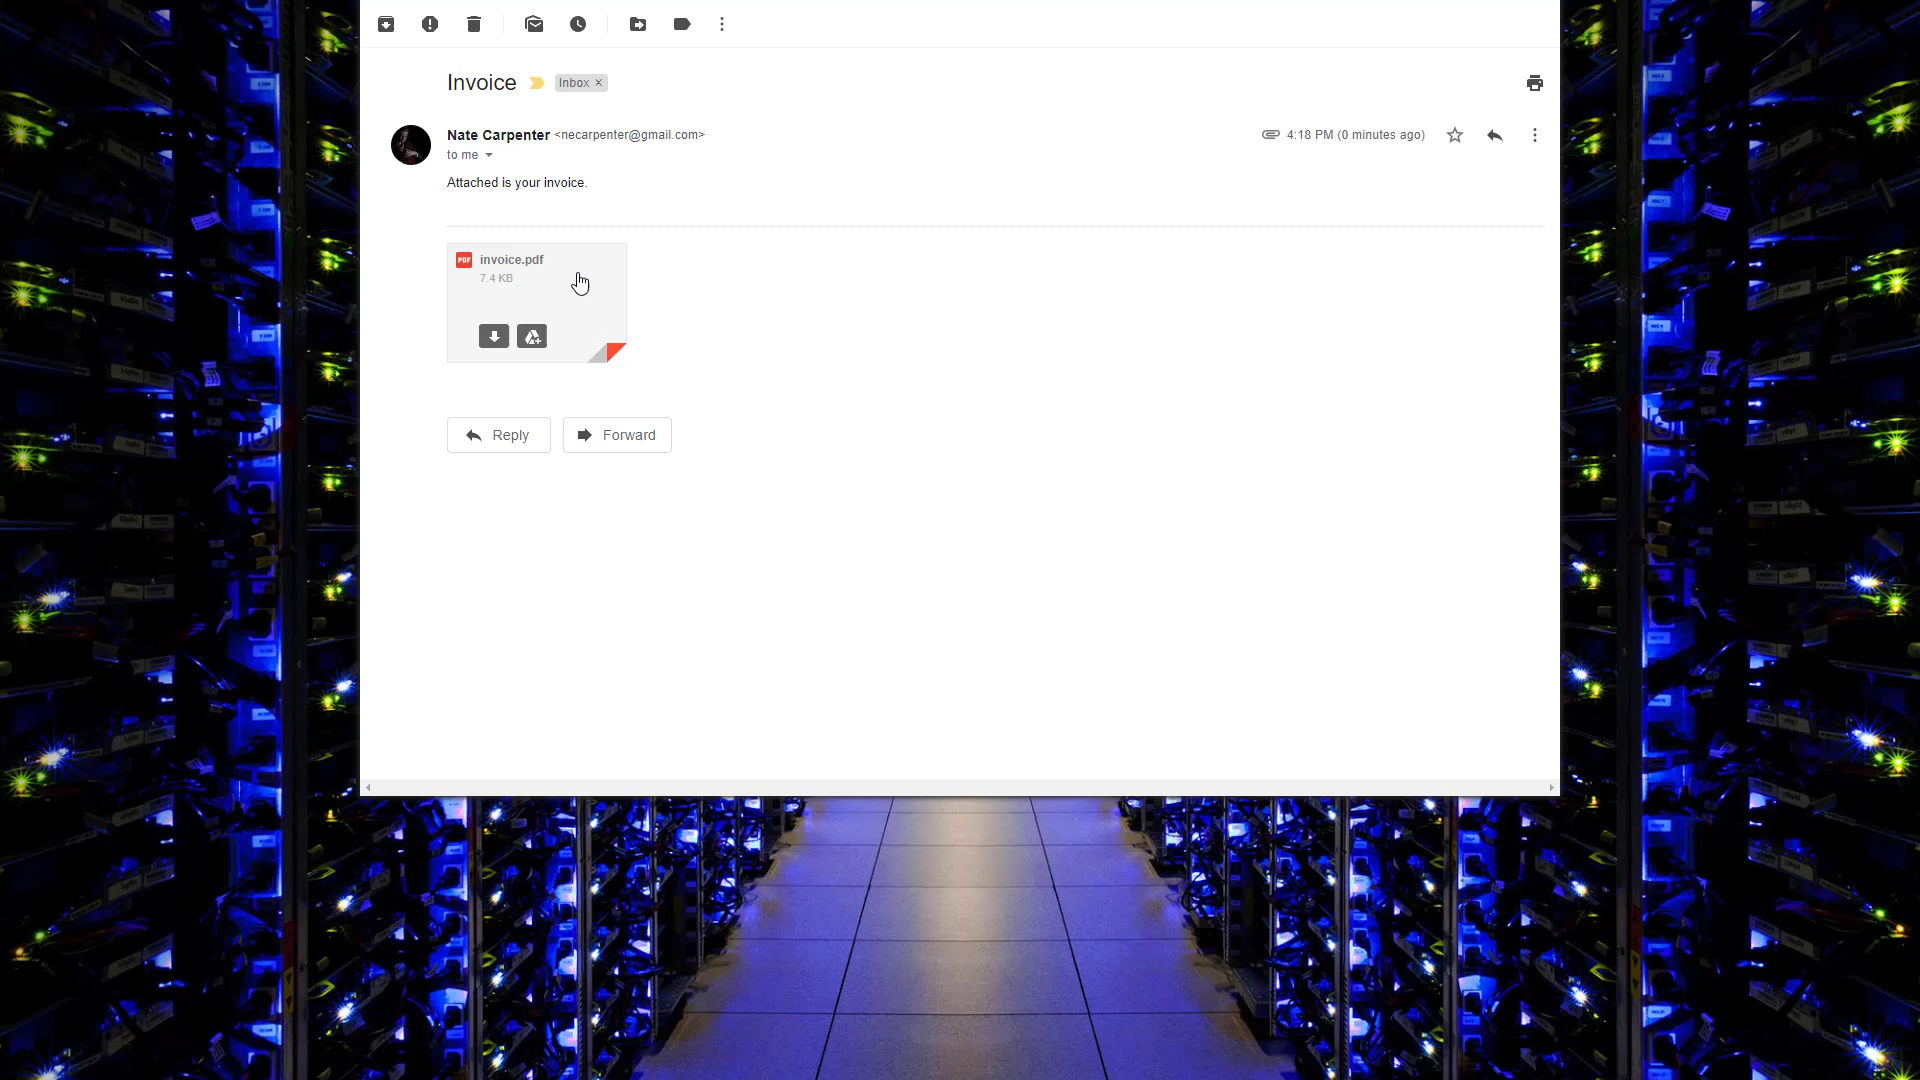 Invoice
Inbox ×
Nate Carpenter <necarpenter@gmail.com>
4:18 PM (0 minutes ago)
to me
Attached is your invoice.
PDF
invoice.pdf
7.4 KB
Reply
Forward